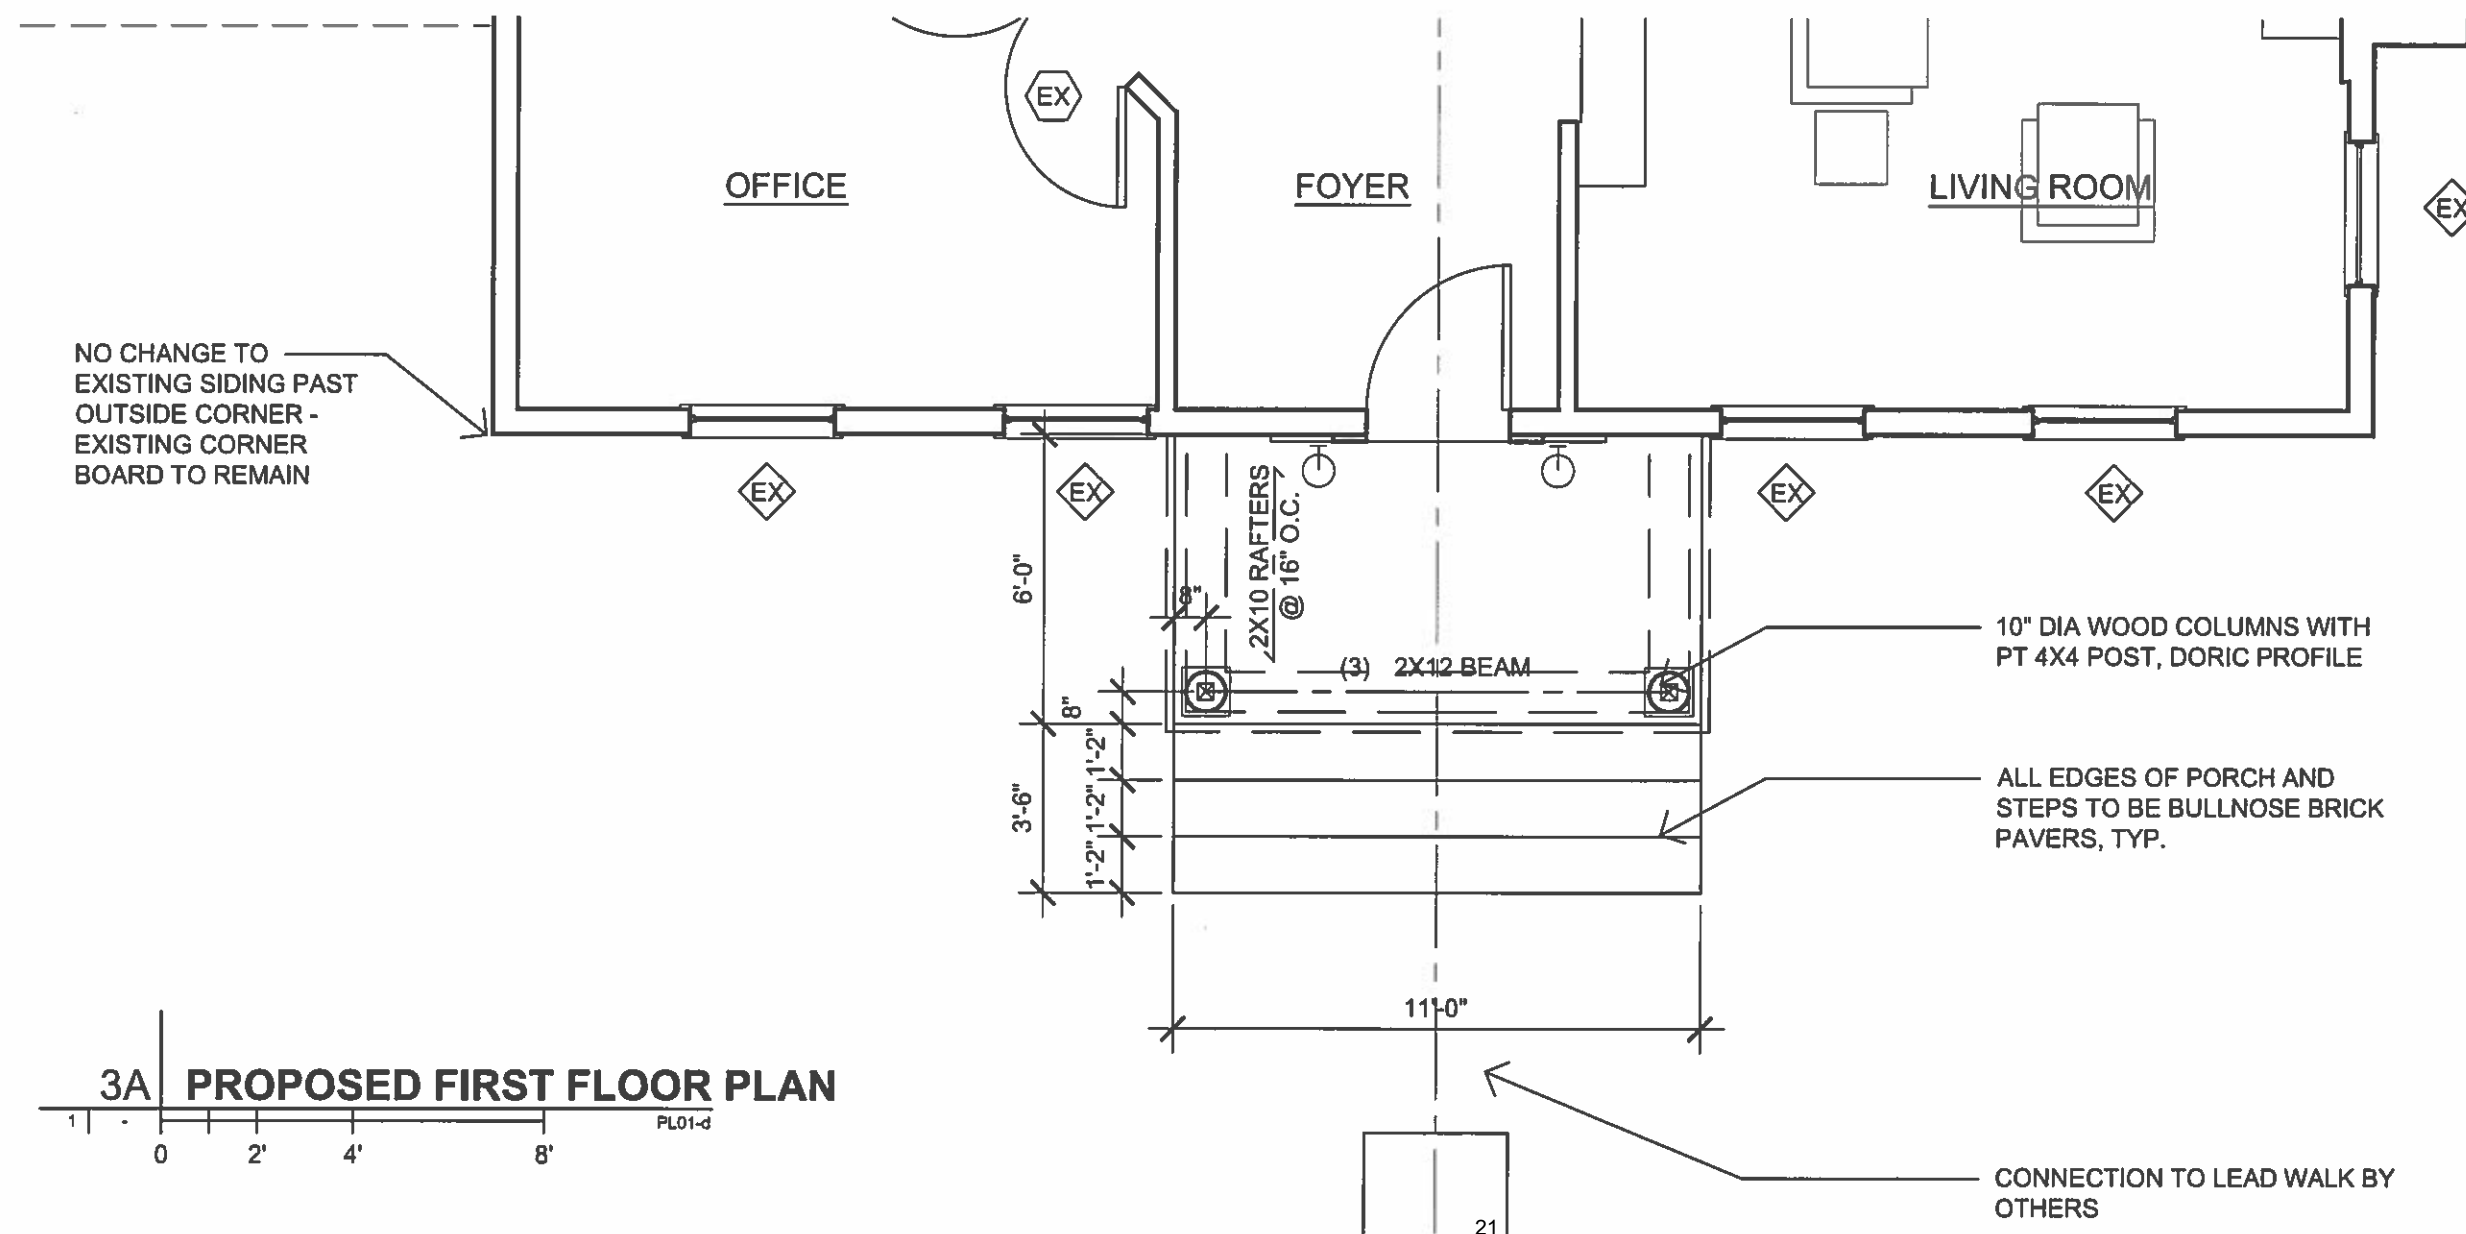 EX
OFFICE
FOYER
LIVING ROOM
EX
NO CHANGE TO
EXISTING SIDING PAST
OUTSIDE CORNER -
EXISTING CORNER
BOARD TO REMAIN
EX
EX
EX
EX
2X10 RAFTERS
@ 16" O.C.
6'-0"
8"
10" DIA WOOD COLUMNS WITH
PT 4X4 POST, DORIC PROFILE
(3) 2X12 BEAM
8"
1'-2"
1'-2"
1'-2"
3'-6"
ALL EDGES OF PORCH AND
STEPS TO BE BULLNOSE BRICK
PAVERS, TYP.
11'-0"
3A PROPOSED FIRST FLOOR PLAN
1 - PL01-d
0 2' 4' 8'
CONNECTION TO LEAD WALK BY
OTHERS
21